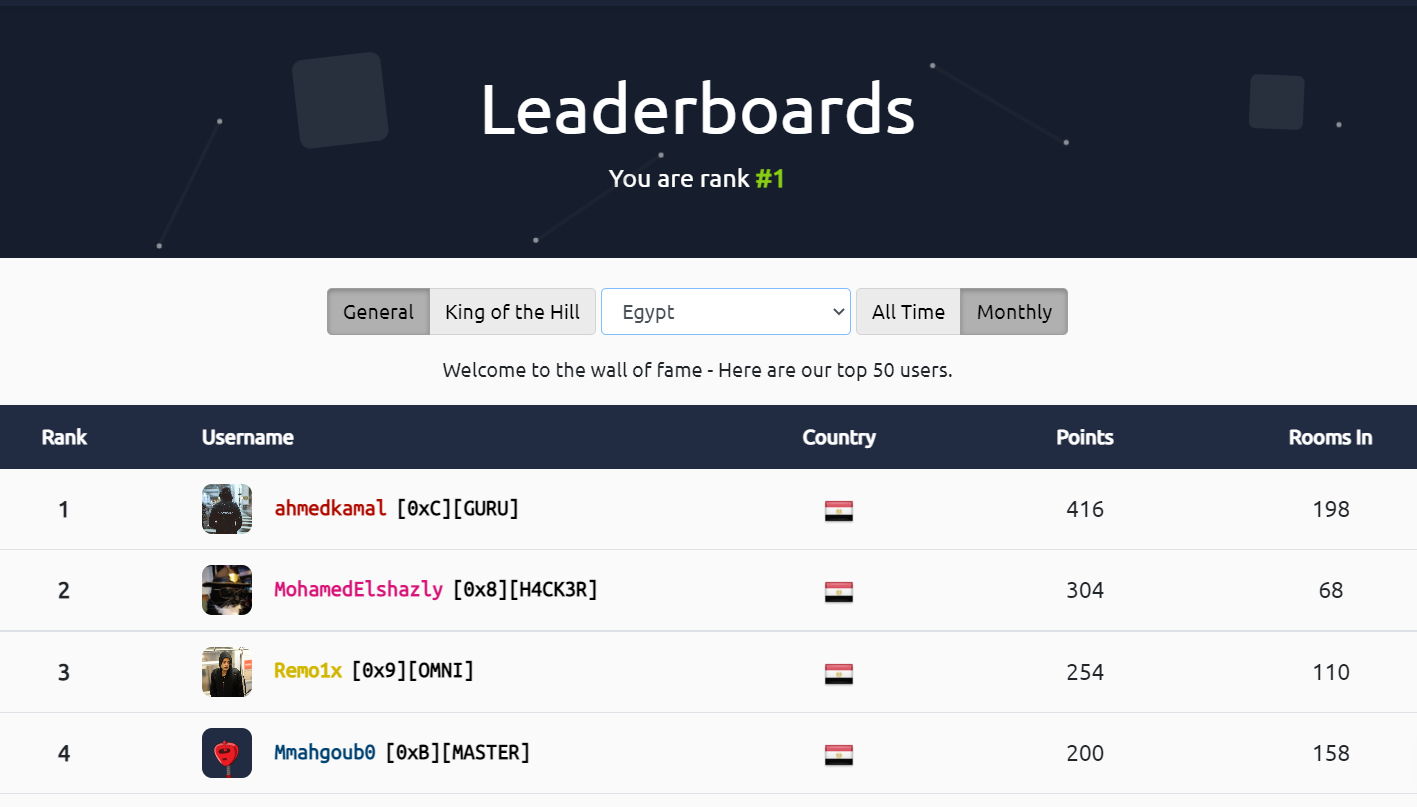 Leaderboards
You are rank #1
General King of the Hill Egypt All Time Monthly
Welcome to the wall of fame - Here are our top 50 users.
Rank Username Country Points Rooms In
1 ahmedkamal [0xC][GURU] 416 198
2 MohamedElshazly [0x8][H4CK3R] 304 68
3 Remo1x [0x9][OMNI] 254 110
4 Mmahgoub0 [0xB][MASTER] 200 158